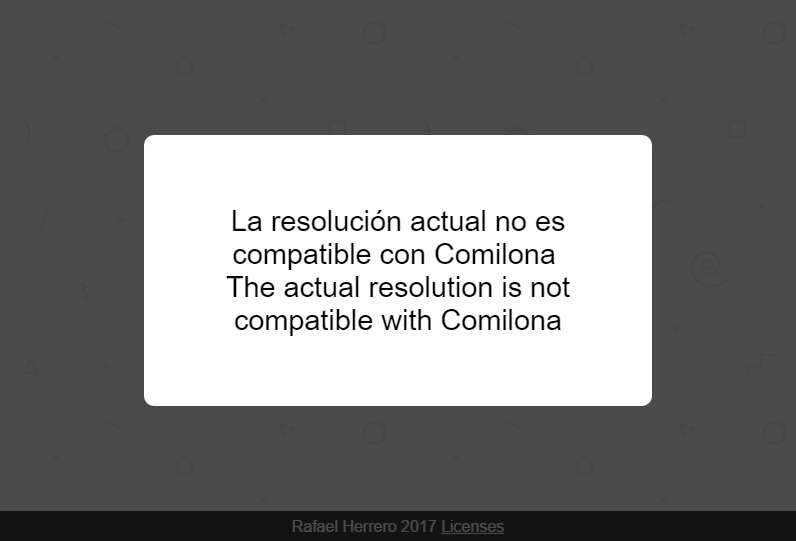 La resolución actual no es
compatible con Comilona
The actual resolution is not
compatible with Comilona
Rafael Herrero 2017 Licenses